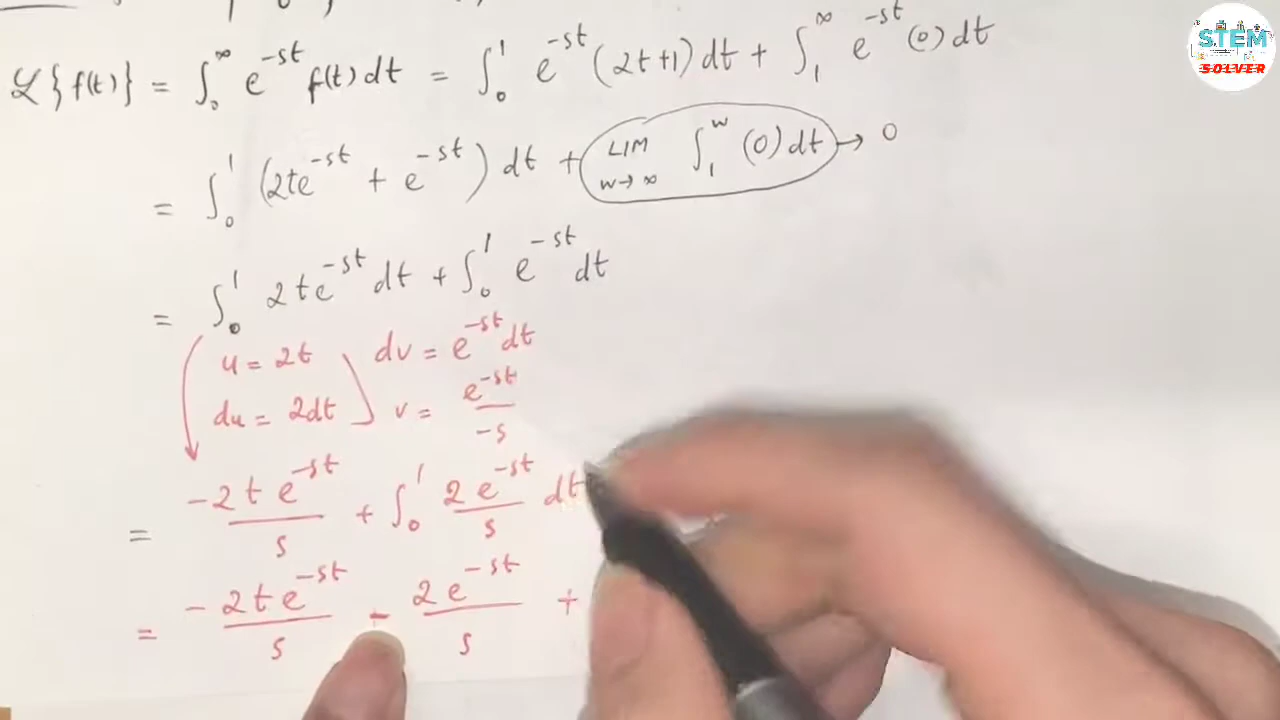 STEM
SOLVER
ℒ{f(t)} = ∫₀^∞ e^{-st} f(t) dt = ∫₀^1 e^{-st} (2t+1) dt + ∫₁^∞ e^{-st} (0) dt
= ∫₀^1 (2te^{-st} + e^{-st}) dt + LIM w→∞ ∫₁^w (0) dt → 0
= ∫₀^1 2te^{-st} dt + ∫₀^1 e^{-st} dt
u = 2t dv = e^{-st} dt
du = 2dt v = e^{-st}/-s
= -2te^{-st}/s + ∫₀^1 2e^{-st}/s dt
= -2te^{-st}/s - 2e^{-st}/s +